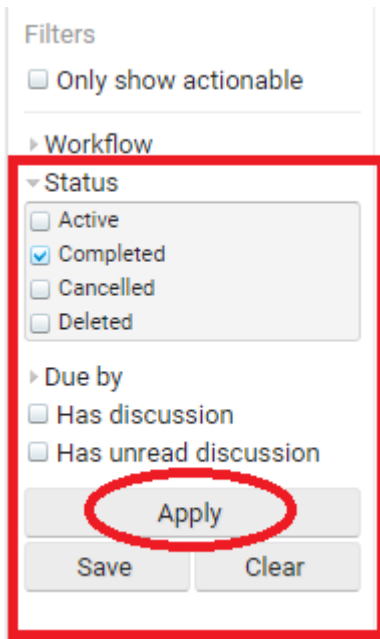 Filters
Only show actionable
Workflow
Status
Active
Completed
Cancelled
Deleted
Due by
Has discussion
Has unread discussion
Apply
Save Clear